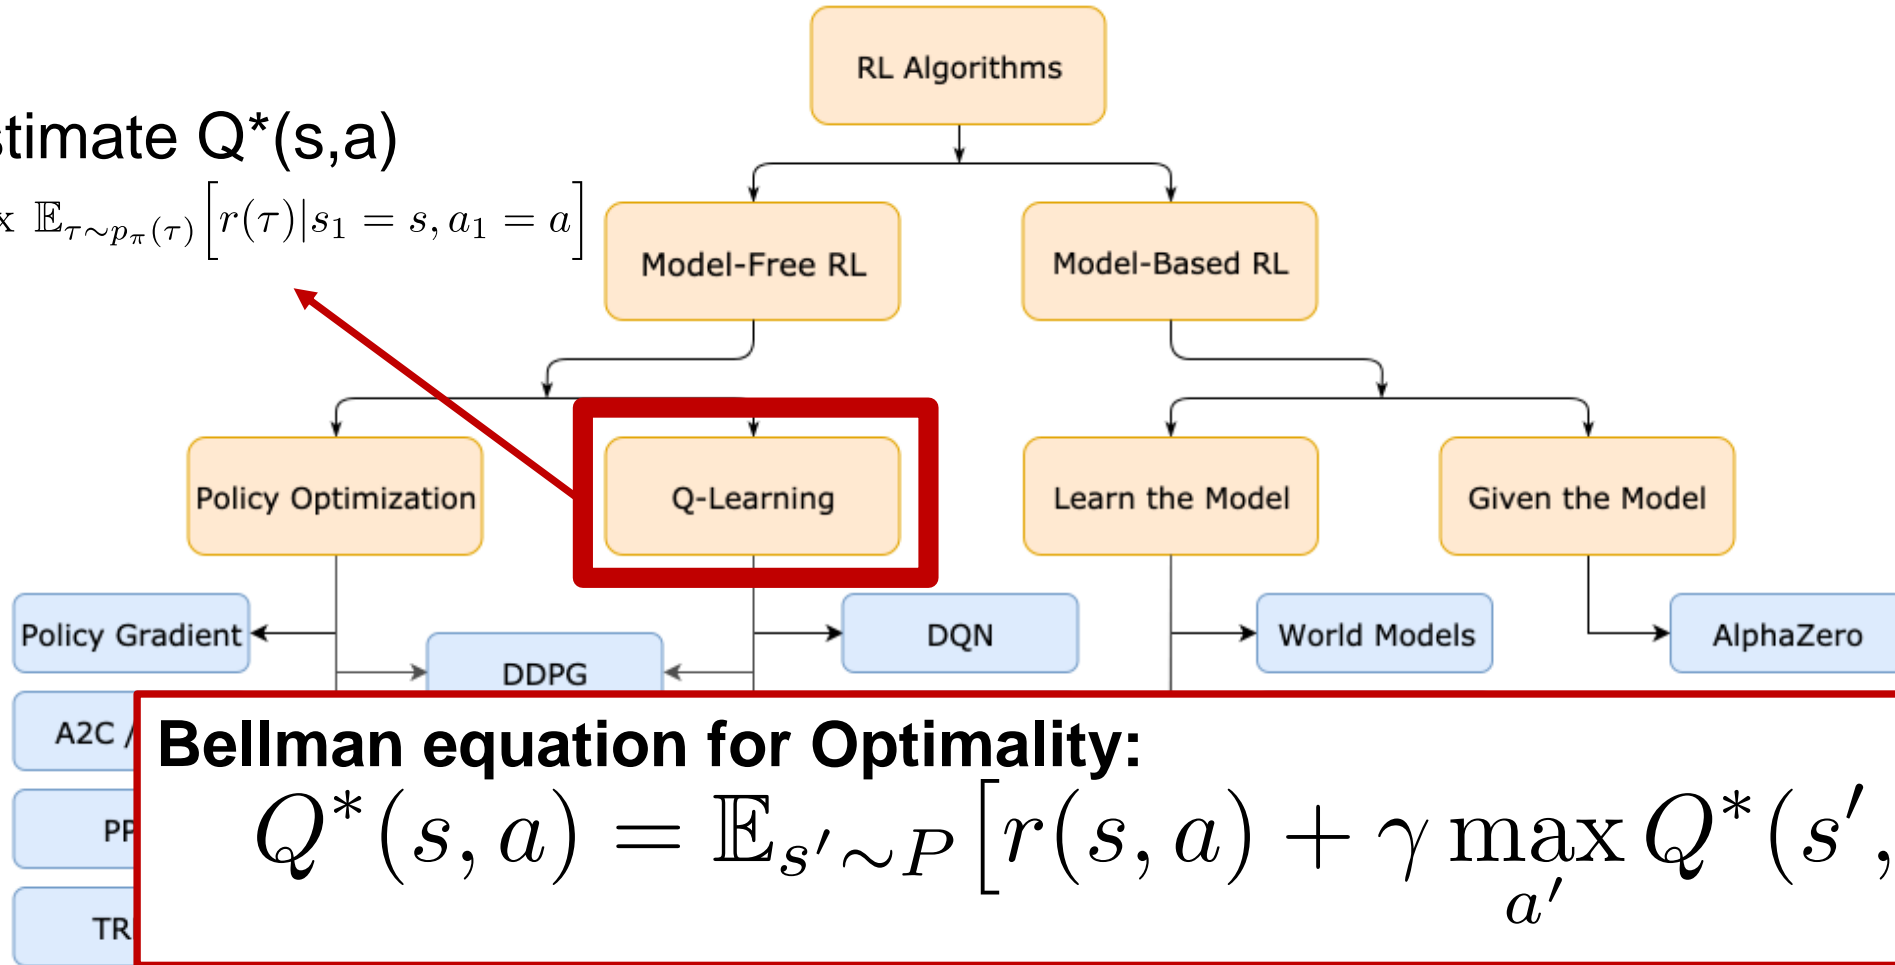 RL Algorithms
Q*(s,a)
𝔼_{τ∼p_π(τ)}[r(τ)|s_1 = s, a_1 = a]
Model-Free RL
Model-Based RL
Policy Optimization
Q-Learning
Learn the Model
Given the Model
Policy Gradient
DDPG
DQN
World Models
AlphaZero
A2C /
Bellman equation for Optimality:
Q*(s, a) = 𝔼_{s'∼P}[r(s, a) + γ max_{a'} Q*(s',